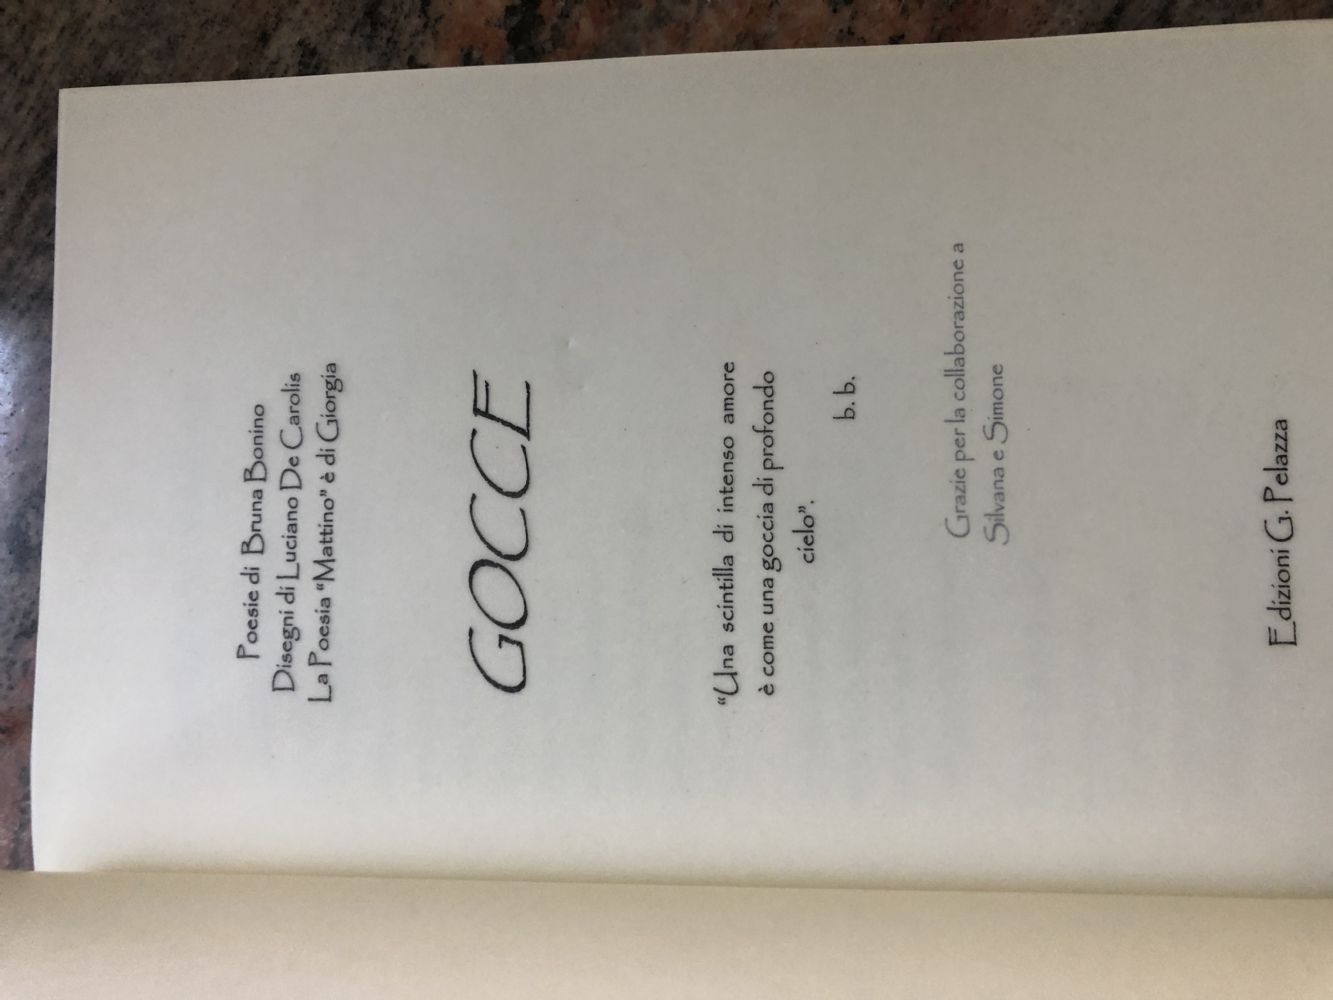 Poesie di Bruna Bonino
Disegni di Luciano De Carolis
La Poesia “Mattino” è di Giorgia
GOCCE
“Una scintilla di intenso amore
è come una goccia di profondo
cielo”.
b. b.
Grazie per la collaborazione a
Silvana e Simone
Edizioni G. Pelazza